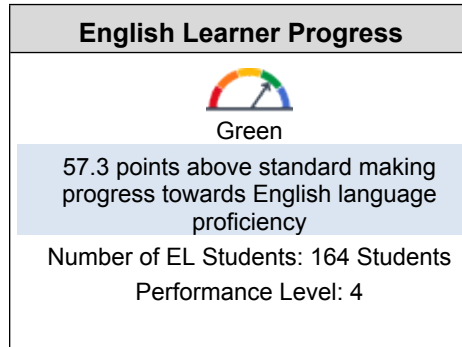 English Learner Progress
Green
57.3 points above standard making
progress towards English language
proficiency
Number of EL Students: 164 Students
Performance Level: 4